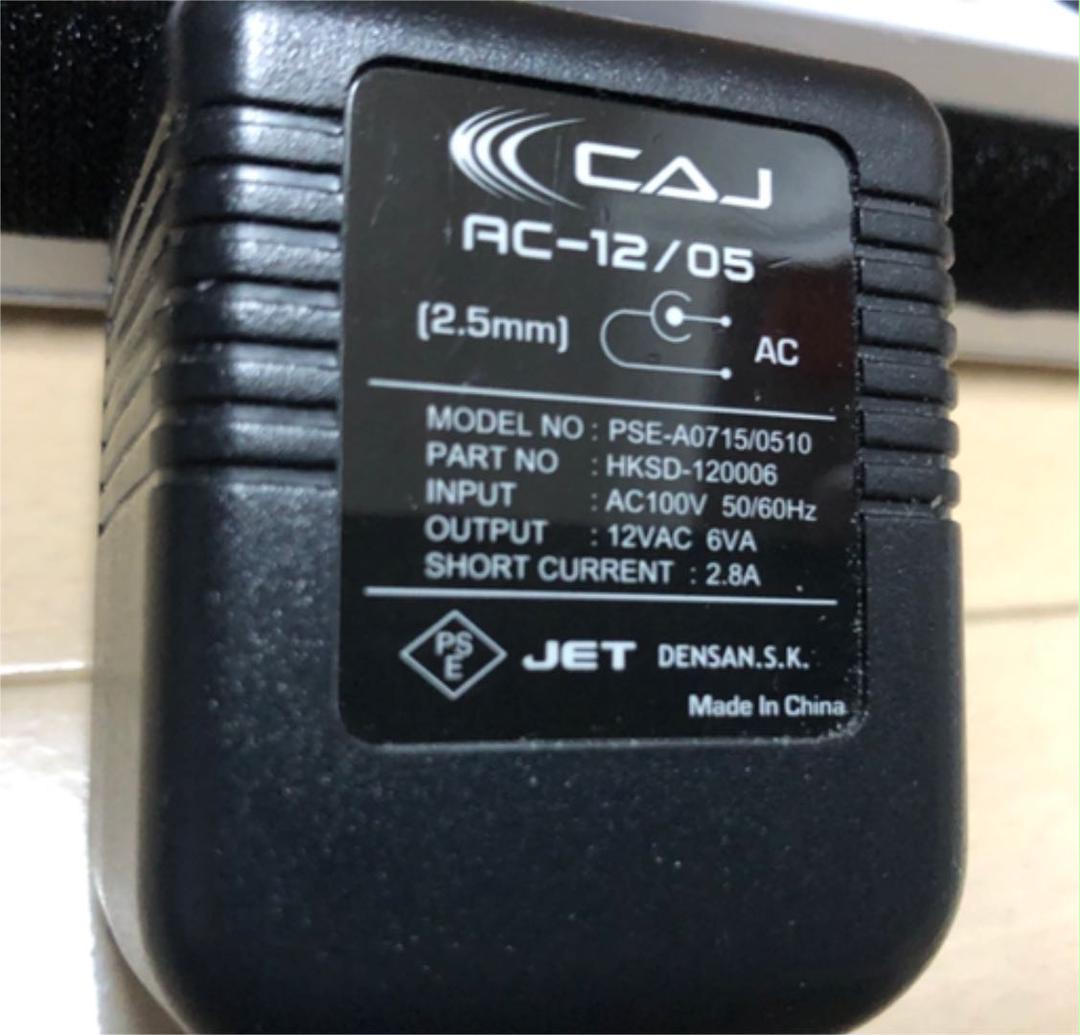 CAJ
AC-12/05
(2.5mm) AC
MODEL NO : PSE-A0715/0510
PART NO : HKSD-120006
INPUT : AC100V 50/60Hz
OUTPUT : 12VAC 6VA
SHORT CURRENT : 2.8A
PS
E
JET DENSAN.S.K.
Made In China